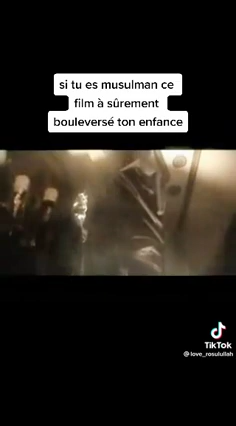 si tu es musulman ce
film à sûrement
bouleversé ton enfance
TikTok
@love_rosulullah